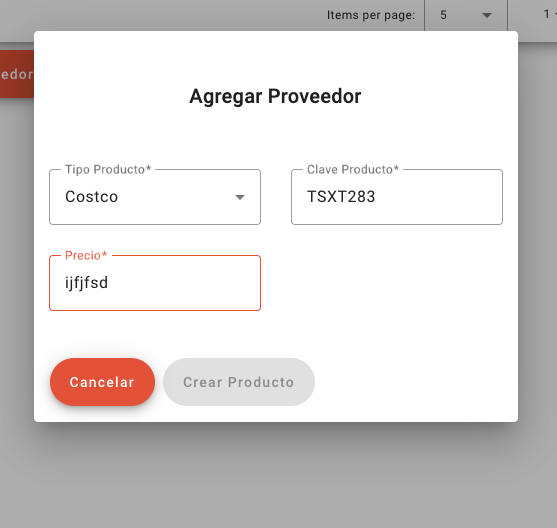 Items per page: 5 1 -
edor
Agregar Proveedor
Tipo Producto*
Costco
Clave Producto*
TSXT283
Precio*
ijfjfsd
Cancelar
Crear Producto